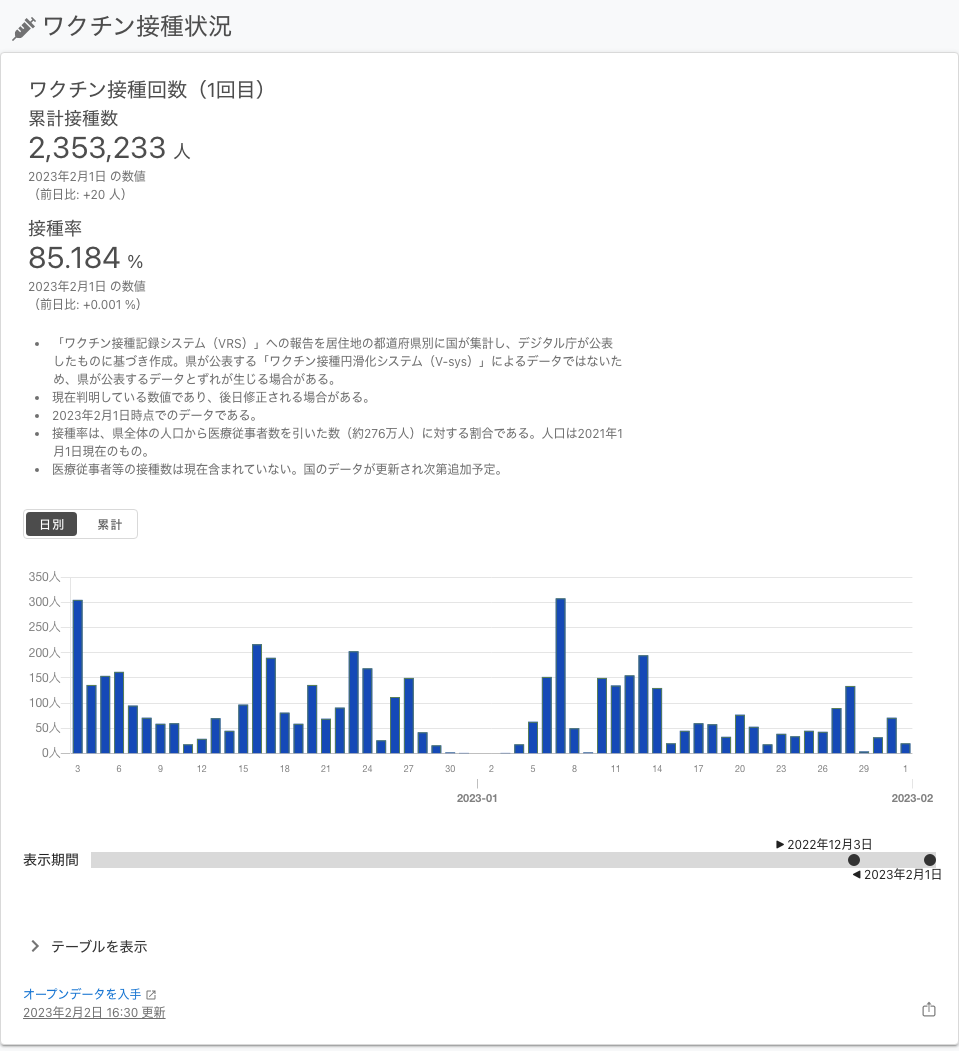 ワクチン接種状況
ワクチン接種回数（1回目）
累計接種数
2,353,233 人
2023年2月1日 の数値
（前日比: +20 人）
接種率
85.184 %
2023年2月1日 の数値
（前日比: +0.001 %）
• 「ワクチン接種記録システム（VRS）」への報告を居住地の都道府県別に国が集計し、デジタル庁が公表
したものに基づき作成。県が公表する「ワクチン接種円滑化システム（V-sys）」によるデータではないた
め、県が公表するデータとずれが生じる場合がある。
• 現在判明している数値であり、後日修正される場合がある。
• 2023年2月1日時点でのデータである。
• 接種率は、県全体の人口から医療従事者数を引いた数（約276万人）に対する割合である。人口は2021年1
月1日現在のもの。
• 医療従事者等の接種数は現在含まれていない。国のデータが更新され次第追加予定。
日別 累計
350人
300人
250人
200人
150人
100人
50人
0人
3 6 9 12 15 18 21 24 27 30 2 5 8 11 14 17 20 23 26 29 1
2023-01 2023-02
▶ 2022年12月3日
表示期間
◀ 2023年2月1日
テーブルを表示
オープンデータを入手
2023年2月2日 16:30 更新